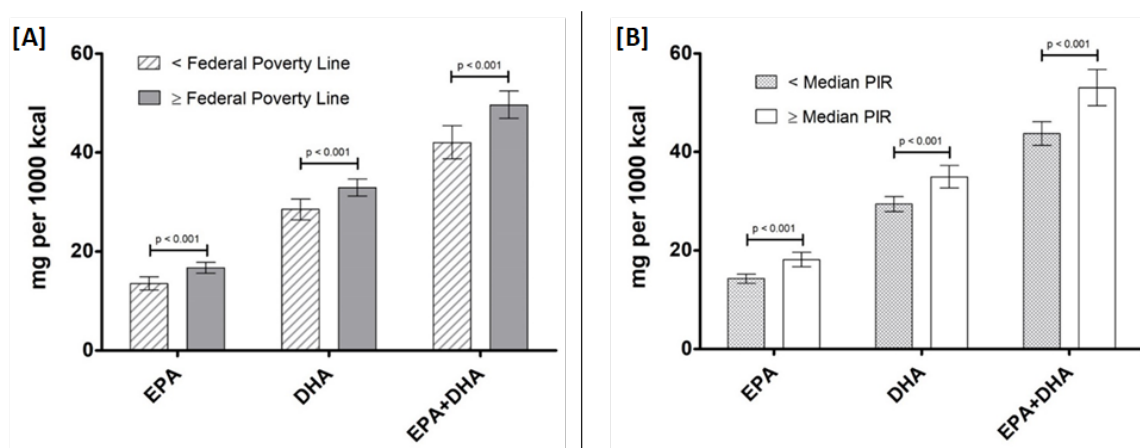 [A]
mg per 1000 kcal
60
40
20
0
< Federal Poverty Line
≥ Federal Poverty Line
p < 0.001
p < 0.001
p < 0.001
EPA
DHA
EPA+DHA
[B]
mg per 1000 kcal
60
40
20
0
< Median PIR
≥ Median PIR
p < 0.001
p < 0.001
p < 0.001
EPA
DHA
EPA+DHA